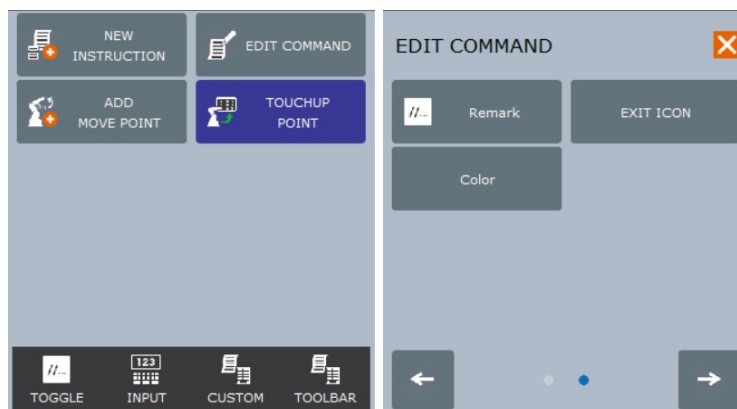 NEW
INSTRUCTION
EDIT COMMAND
ADD
MOVE POINT
TOUCHUP
POINT
//...
TOGGLE
123
INPUT
CUSTOM
TOOLBAR
EDIT COMMAND
//...
Remark
EXIT ICON
Color